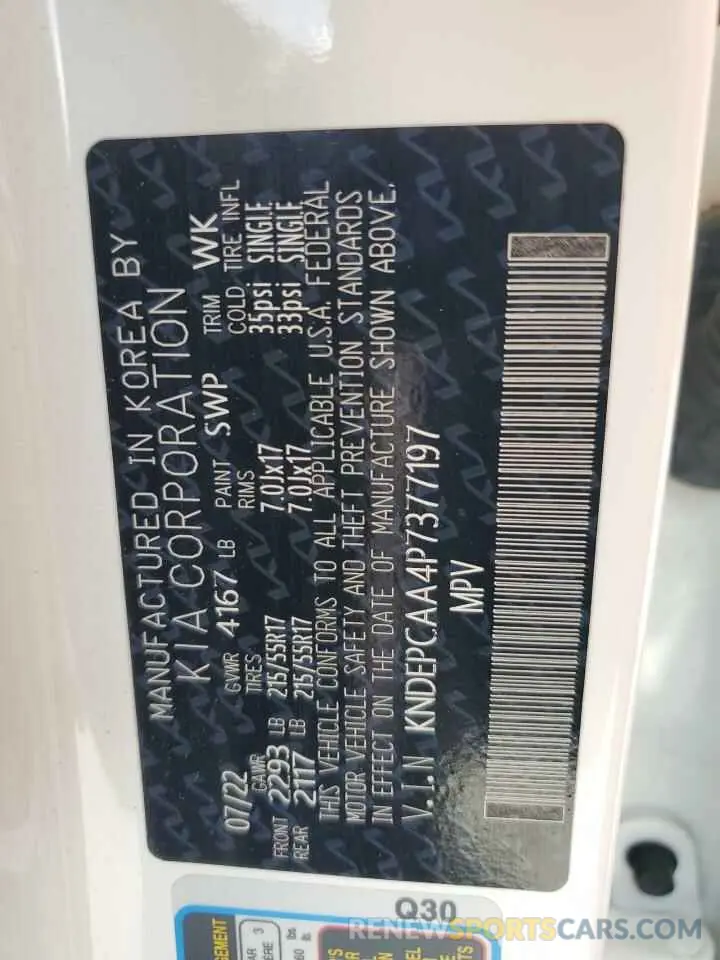 MANUFACTURED IN KOREA BY
KIA CORPORATION
07/22 GVWR 4167 LB PAINT SWP TRIM WK
GAWR TIRES RIMS COLD TIRE INFL
FRONT 2293 LB 215/55R17 7.0Jx17 35psi SINGLE
REAR 2117 LB 215/55R17 7.0Jx17 33psi SINGLE
THIS VEHICLE CONFORMS TO ALL APPLICABLE U.S.A. FEDERAL
MOTOR VEHICLE SAFETY AND THEFT PREVENTION STANDARDS
IN EFFECT ON THE DATE OF MANUFACTURE SHOWN ABOVE.
V.I.N KNDEPCAA4P7377197
MPV
Q30
RENEWSPORTSCARS.COM